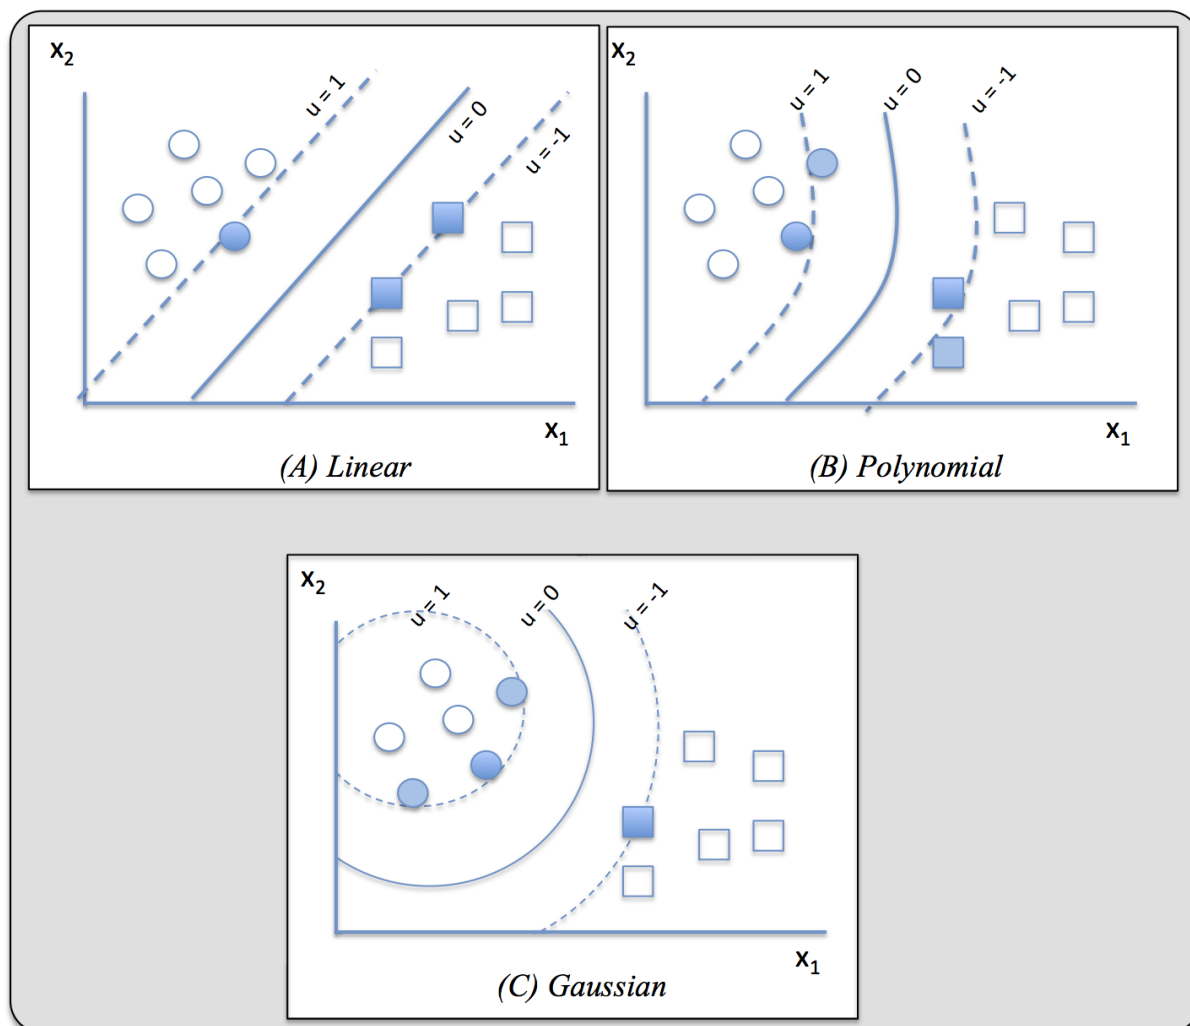 X₂
u = 1
u = 0
u = -1
X₁
(A) Linear
X₂
u = 1
u = 0
u = -1
X₁
(B) Polynomial
X₂
u = 1
u = 0
u = -1
X₁
(C) Gaussian